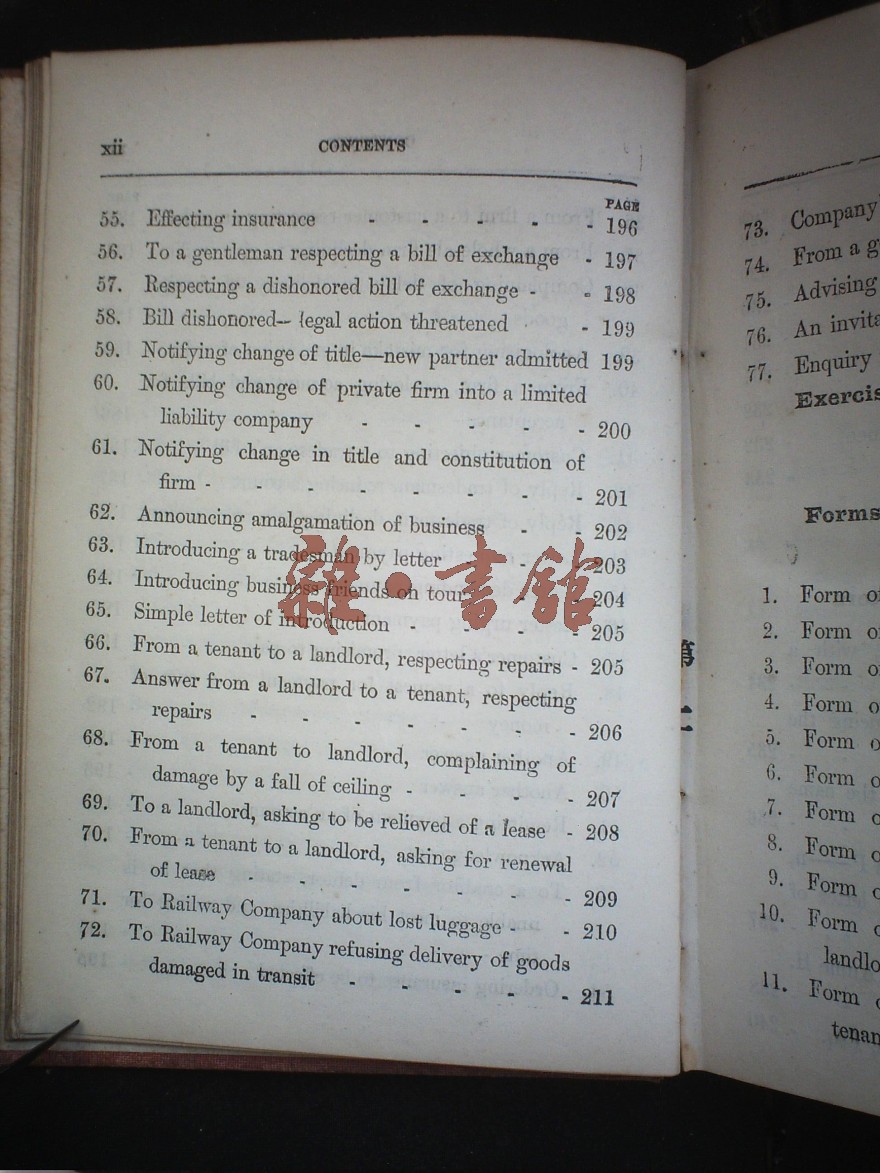 xii CONTENTS
PAGE
55. Effecting insurance - - - - - 196
56. To a gentleman respecting a bill of exchange - 197
57. Respecting a dishonored bill of exchange - - 198
58. Bill dishonored—legal action threatened - 199
59. Notifying change of title—new partner admitted 199
60. Notifying change of private firm into a limited
liability company - - - - - 200
61. Notifying change in title and constitution of
firm - - - - - - - - 201
62. Announcing amalgamation of business - - 202
63. Introducing a tradesman by letter - - - 203
64. Introducing business friends on tour - - 204
65. Simple letter of introduction - - - - 205
66. From a tenant to a landlord, respecting repairs - 205
67. Answer from a landlord to a tenant, respecting
repairs - - - - - - - 206
68. From a tenant to landlord, complaining of
damage by a fall of ceiling - - - - 207
69. To a landlord, asking to be relieved of a lease - 208
70. From a tenant to a landlord, asking for renewal
of lease - - - - - - - 209
71. To Railway Company about lost luggage - - 210
72. To Railway Company refusing delivery of goods
damaged in transit - - - - - 211
雜·書館
73. Company'
74. From a g
75. Advising
76. An invita
77. Enquiry
Exercis
Forms
1. Form o
2. Form o
3. Form o
4. Form o
5. Form o
6. Form o
7. Form o
8. Form o
9. Form o
10. Form o
landlo
11. Form o
tenan